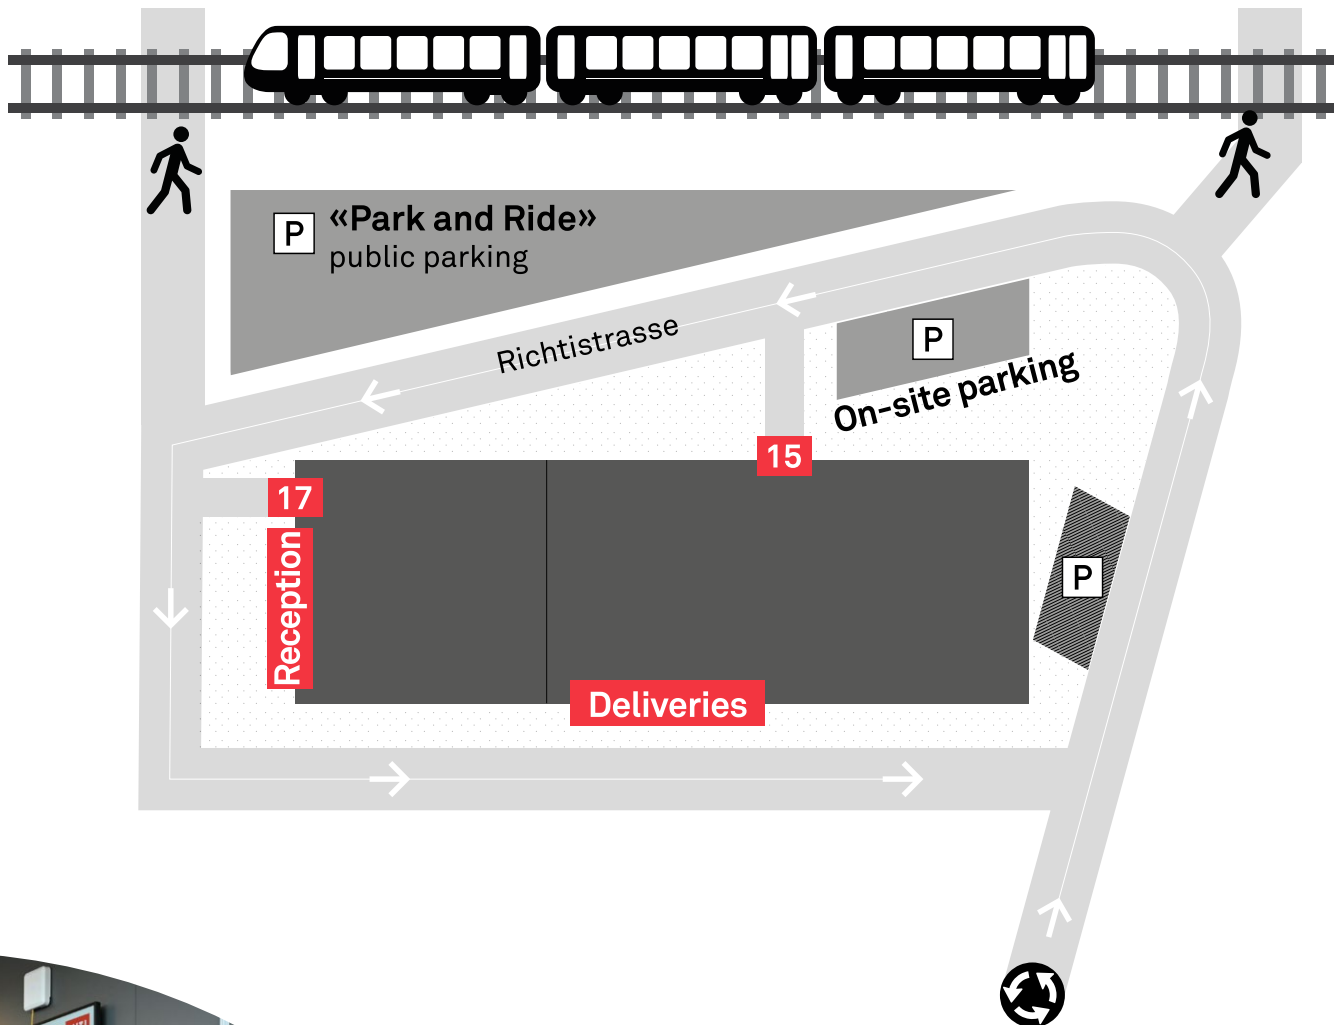 P
«Park and Ride»
public parking
Richtistrasse
P
On-site parking
15
17
Reception
P
Deliveries